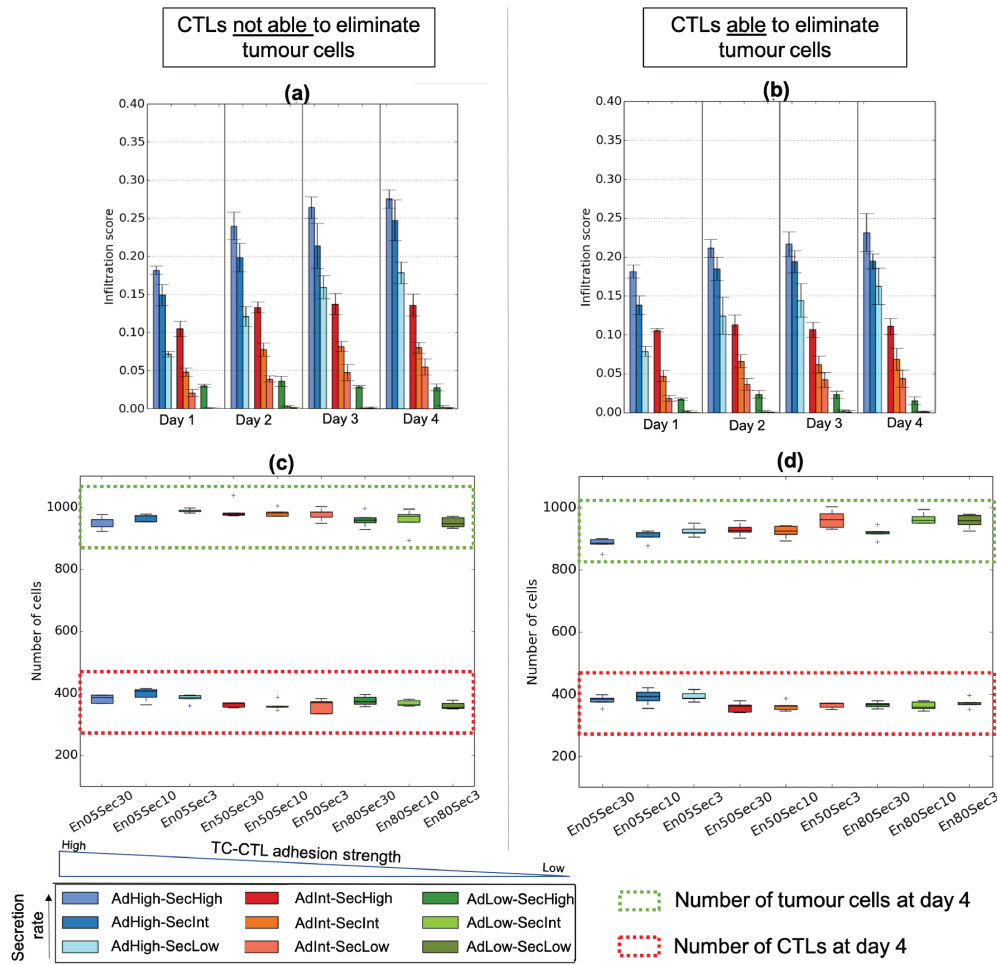 CTLs not able to eliminate
tumour cells
CTLs able to eliminate
tumour cells
(a)
0.40
0.35
0.30
0.25
0.20
0.15
0.10
0.05
0.00
Infiltration score
Day 1 Day 2 Day 3 Day 4
(b)
0.40
0.35
0.30
0.25
0.20
0.15
0.10
0.05
0.00
Infiltration score
Day 1 Day 2 Day 3 Day 4
(c)
1000
800
600
400
200
Number of cells
En05Sec30 En05Sec10 En05Sec3 En50Sec30 En50Sec10 En50Sec3 En80Sec30 En80Sec10 En80Sec3
(d)
1000
800
600
400
200
Number of cells
En05Sec30 En05Sec10 En05Sec3 En50Sec30 En50Sec10 En50Sec3 En80Sec30 En80Sec10 En80Sec3
High TC-CTL adhesion strength Low
Secretion
rate
AdHigh-SecHigh AdInt-SecHigh AdLow-SecHigh
AdHigh-SecInt AdInt-SecInt AdLow-SecInt
AdHigh-SecLow AdInt-SecLow AdLow-SecLow
Number of tumour cells at day 4
Number of CTLs at day 4